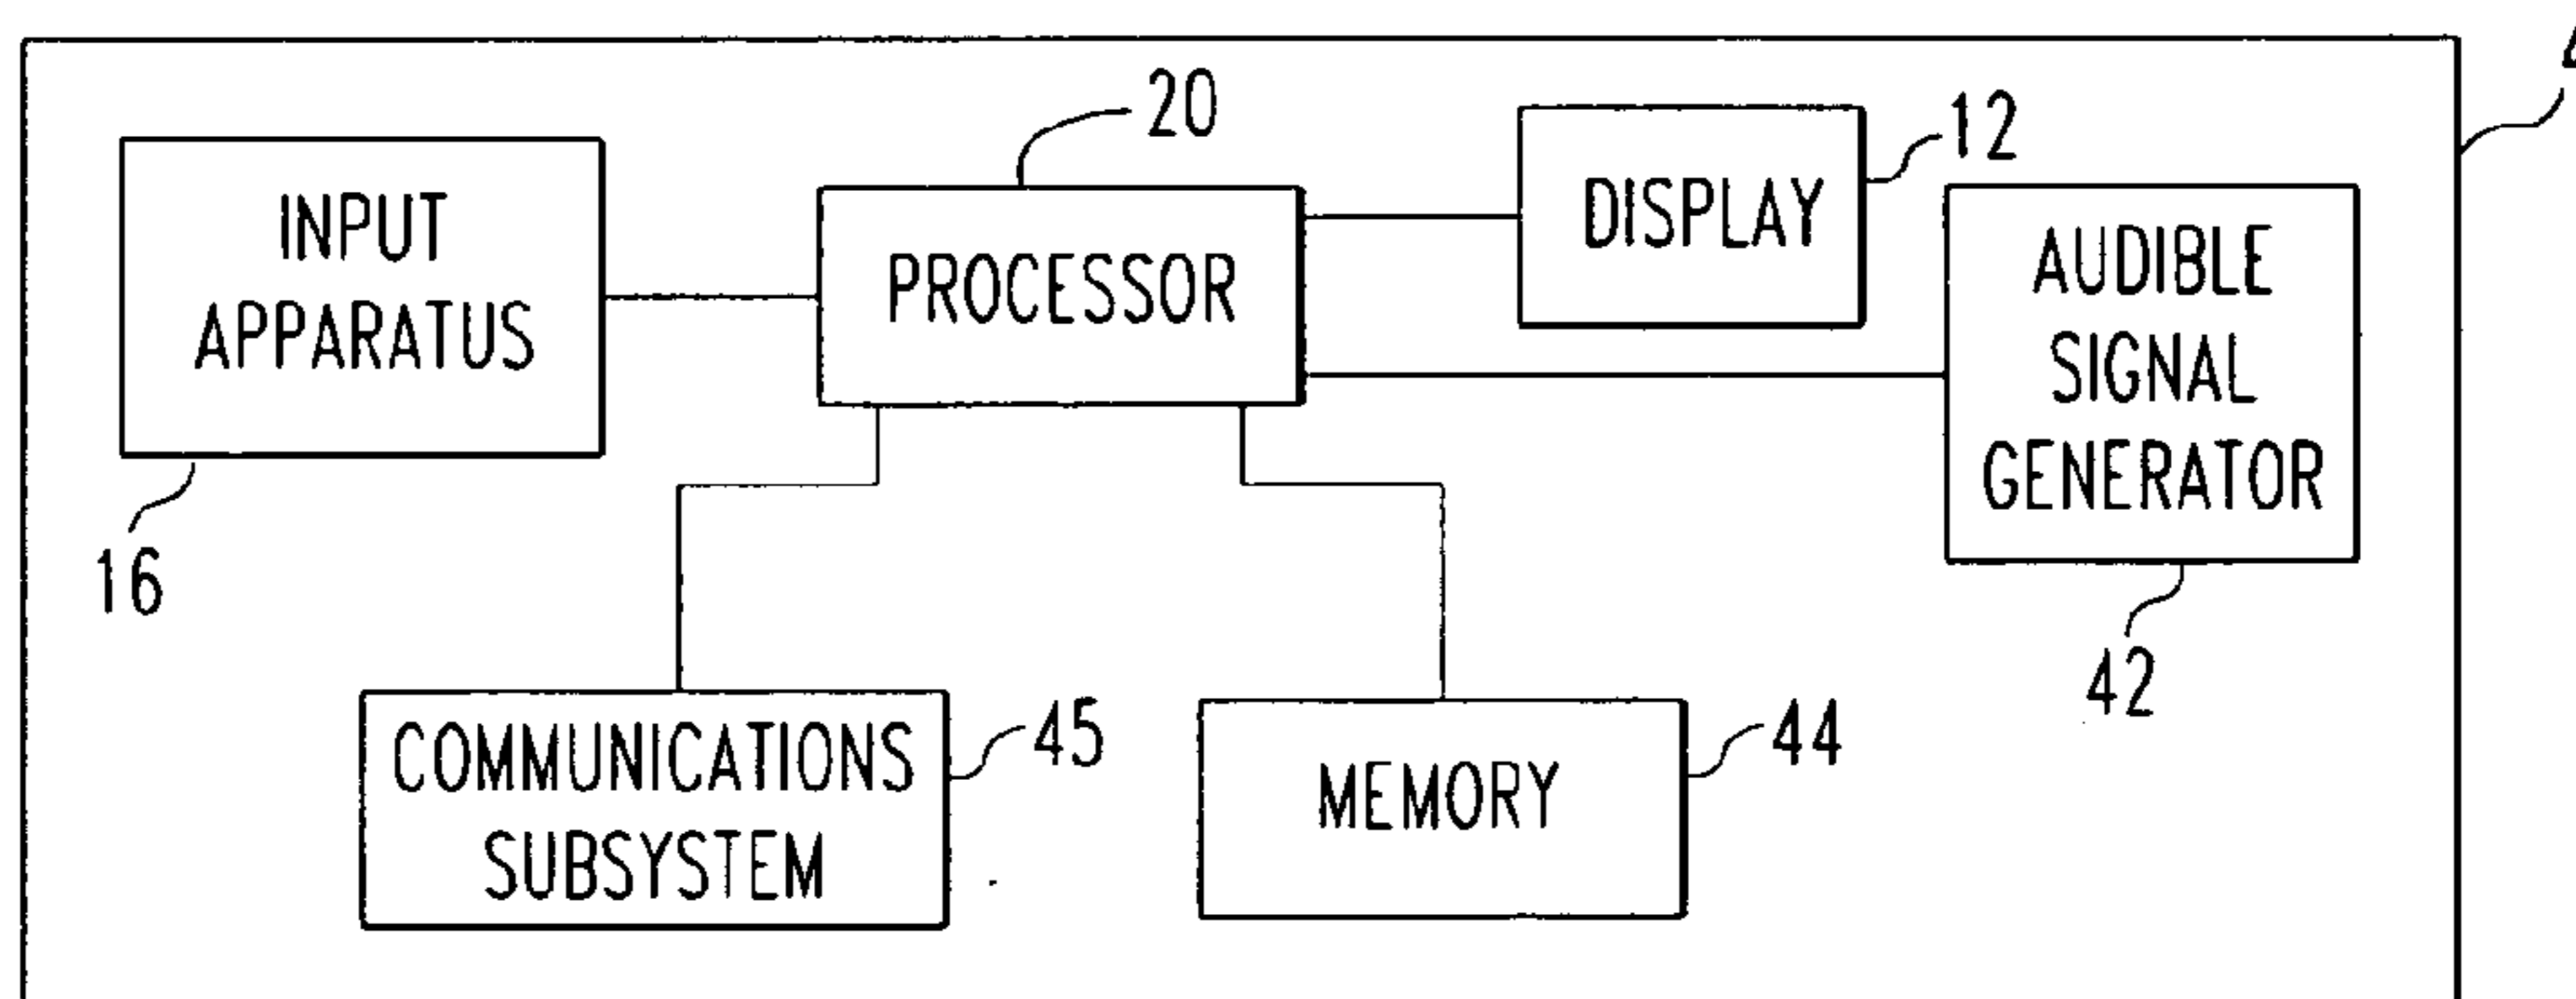 20
12
INPUT
APPARATUS
PROCESSOR
DISPLAY
AUDIBLE
SIGNAL
GENERATOR
16
42
COMMUNICATIONS
SUBSYSTEM
45
MEMORY
44